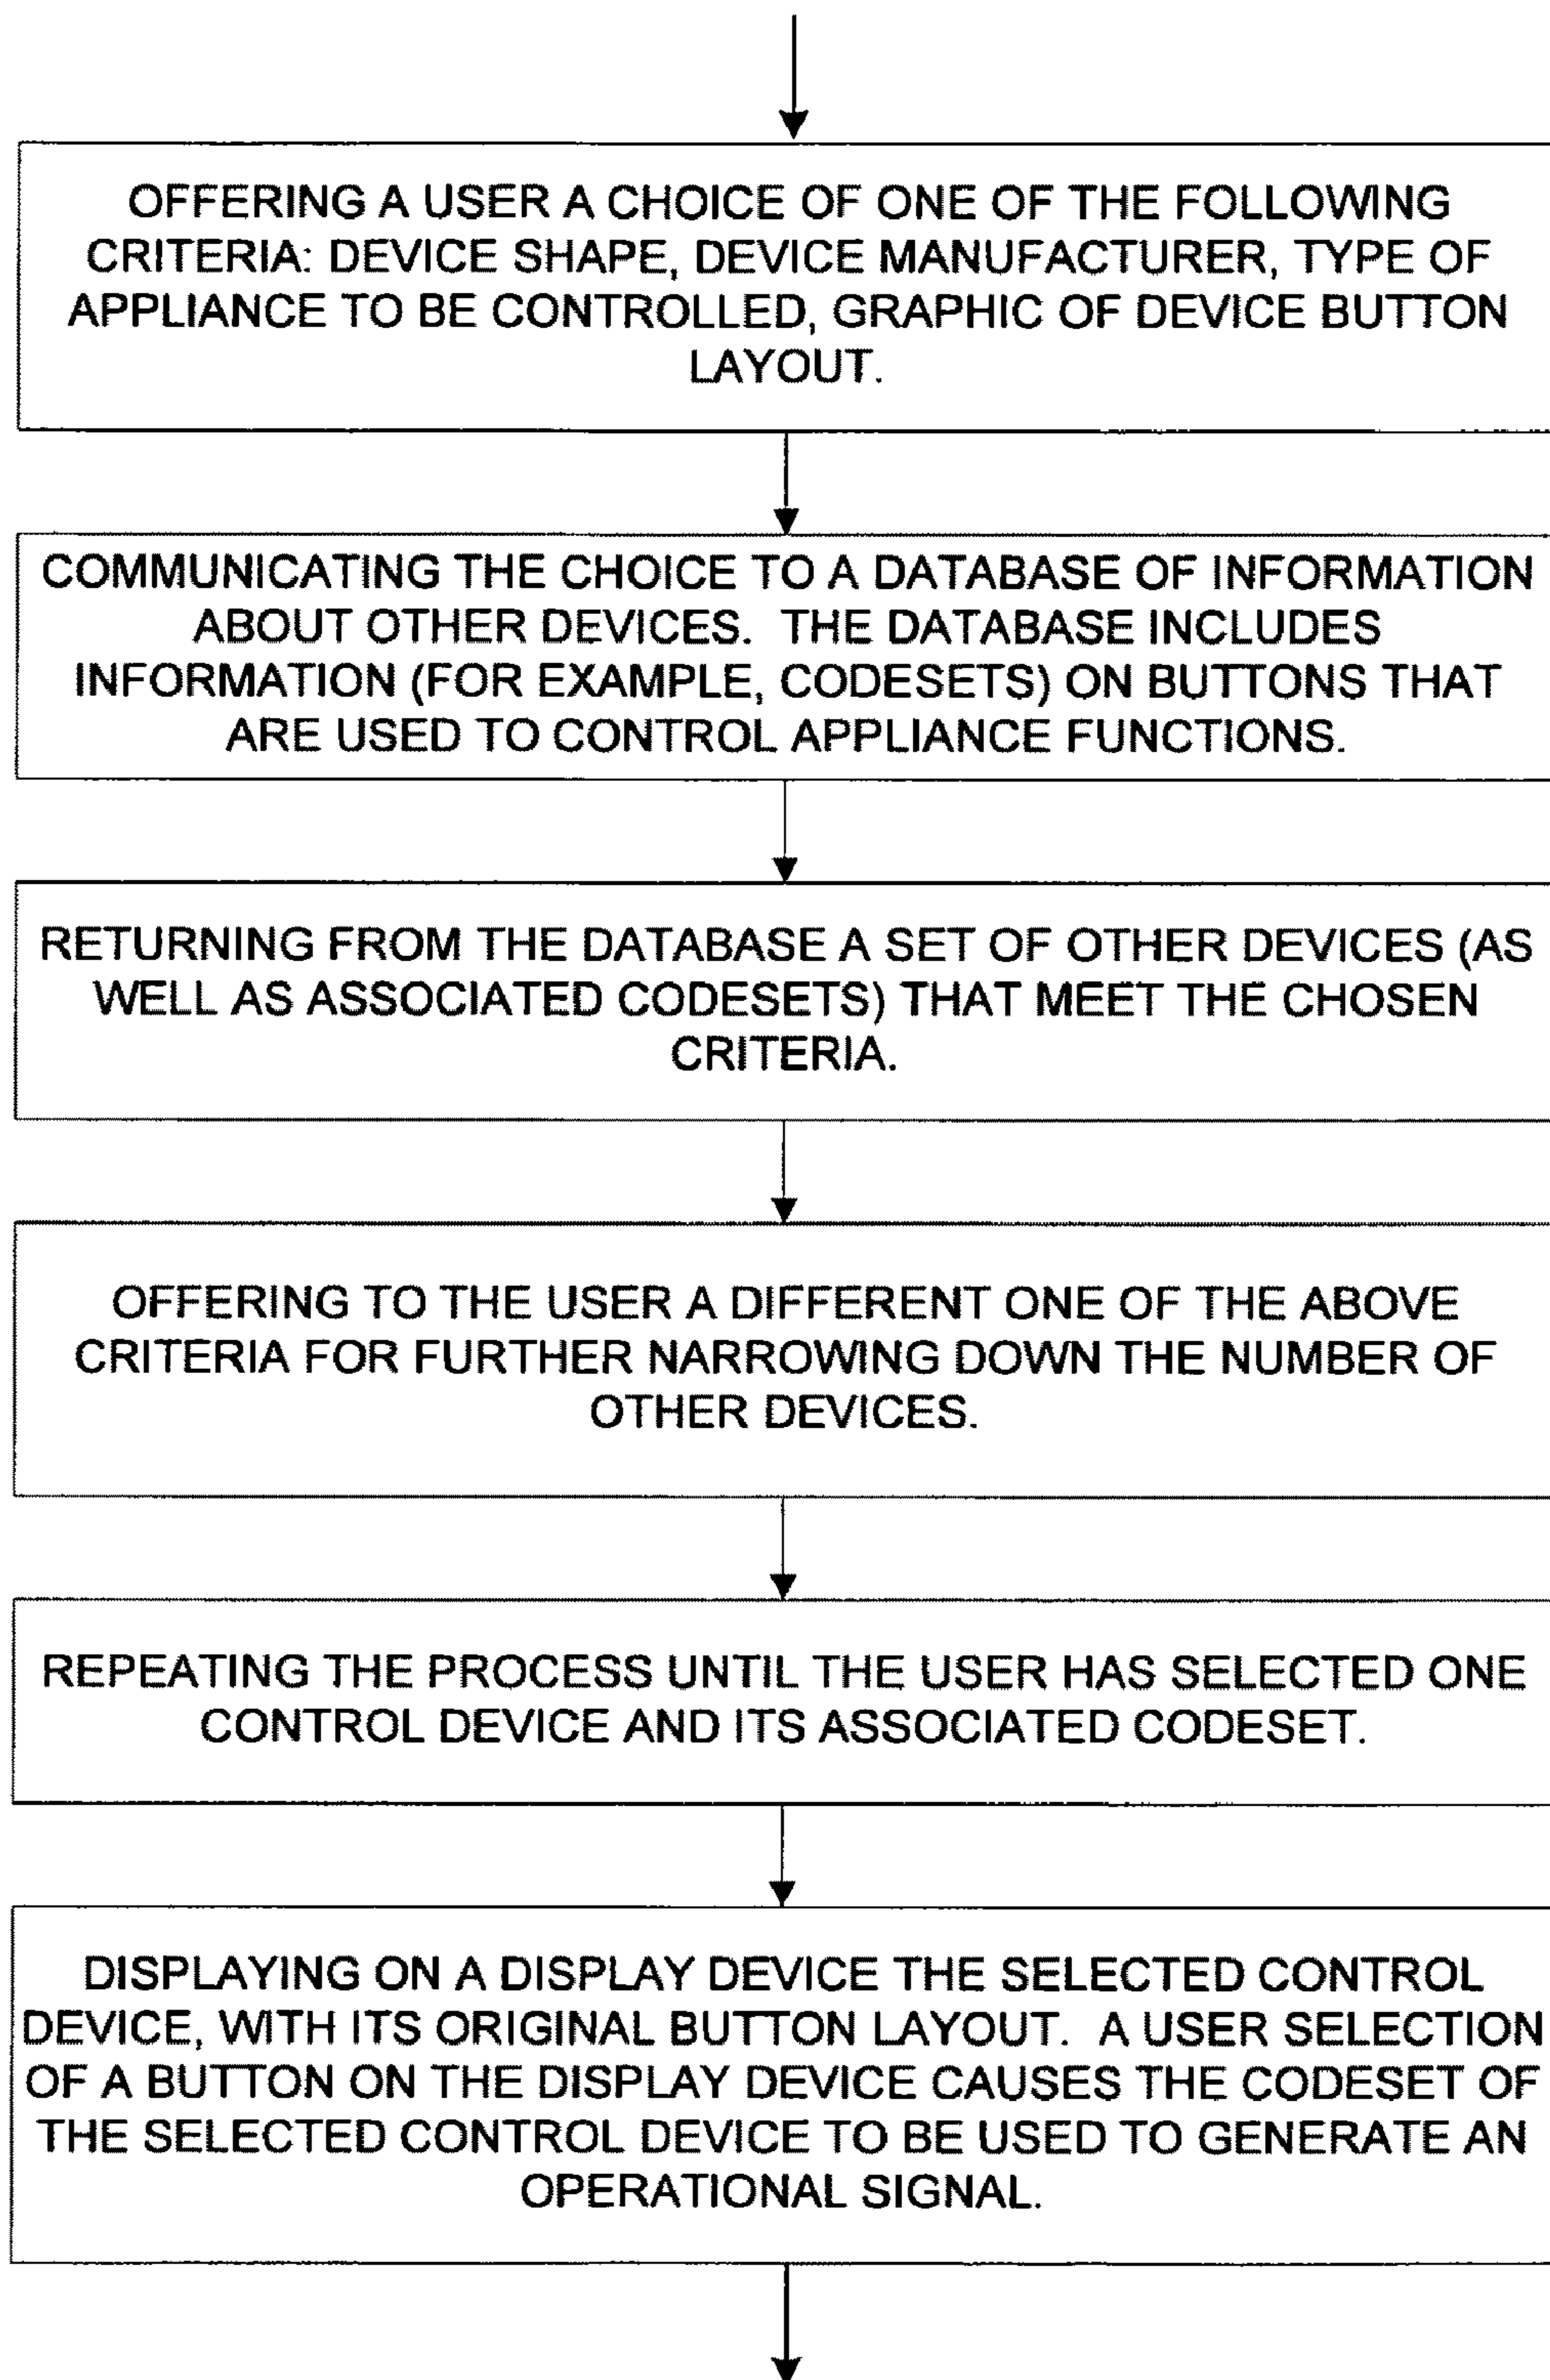 OFFERING A USER A CHOICE OF ONE OF THE FOLLOWING
CRITERIA: DEVICE SHAPE, DEVICE MANUFACTURER, TYPE OF
APPLIANCE TO BE CONTROLLED, GRAPHIC OF DEVICE BUTTON
LAYOUT.
COMMUNICATING THE CHOICE TO A DATABASE OF INFORMATION
ABOUT OTHER DEVICES. THE DATABASE INCLUDES
INFORMATION (FOR EXAMPLE, CODESETS) ON BUTTONS THAT
ARE USED TO CONTROL APPLIANCE FUNCTIONS.
RETURNING FROM THE DATABASE A SET OF OTHER DEVICES (AS
WELL AS ASSOCIATED CODESETS) THAT MEET THE CHOSEN
CRITERIA.
OFFERING TO THE USER A DIFFERENT ONE OF THE ABOVE
CRITERIA FOR FURTHER NARROWING DOWN THE NUMBER OF
OTHER DEVICES.
REPEATING THE PROCESS UNTIL THE USER HAS SELECTED ONE
CONTROL DEVICE AND ITS ASSOCIATED CODESET.
DISPLAYING ON A DISPLAY DEVICE THE SELECTED CONTROL
DEVICE, WITH ITS ORIGINAL BUTTON LAYOUT. A USER SELECTION
OF A BUTTON ON THE DISPLAY DEVICE CAUSES THE CODESET OF
THE SELECTED CONTROL DEVICE TO BE USED TO GENERATE AN
OPERATIONAL SIGNAL.